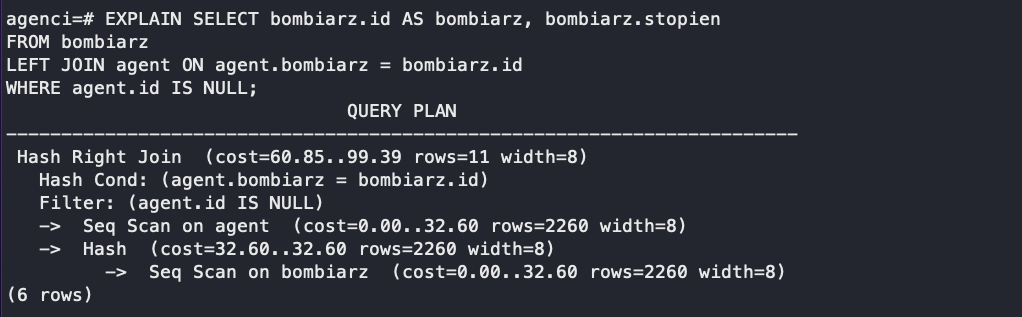 agenci=# EXPLAIN SELECT bombiarz.id AS bombiarz, bombiarz.stopien
FROM bombiarz
LEFT JOIN agent ON agent.bombiarz = bombiarz.id
WHERE agent.id IS NULL;
QUERY PLAN
------------------------------------------------------------------------
Hash Right Join  (cost=60.85..99.39 rows=11 width=8)
  Hash Cond: (agent.bombiarz = bombiarz.id)
  Filter: (agent.id IS NULL)
  ->  Seq Scan on agent  (cost=0.00..32.60 rows=2260 width=8)
  ->  Hash  (cost=32.60..32.60 rows=2260 width=8)
        ->  Seq Scan on bombiarz  (cost=0.00..32.60 rows=2260 width=8)
(6 rows)